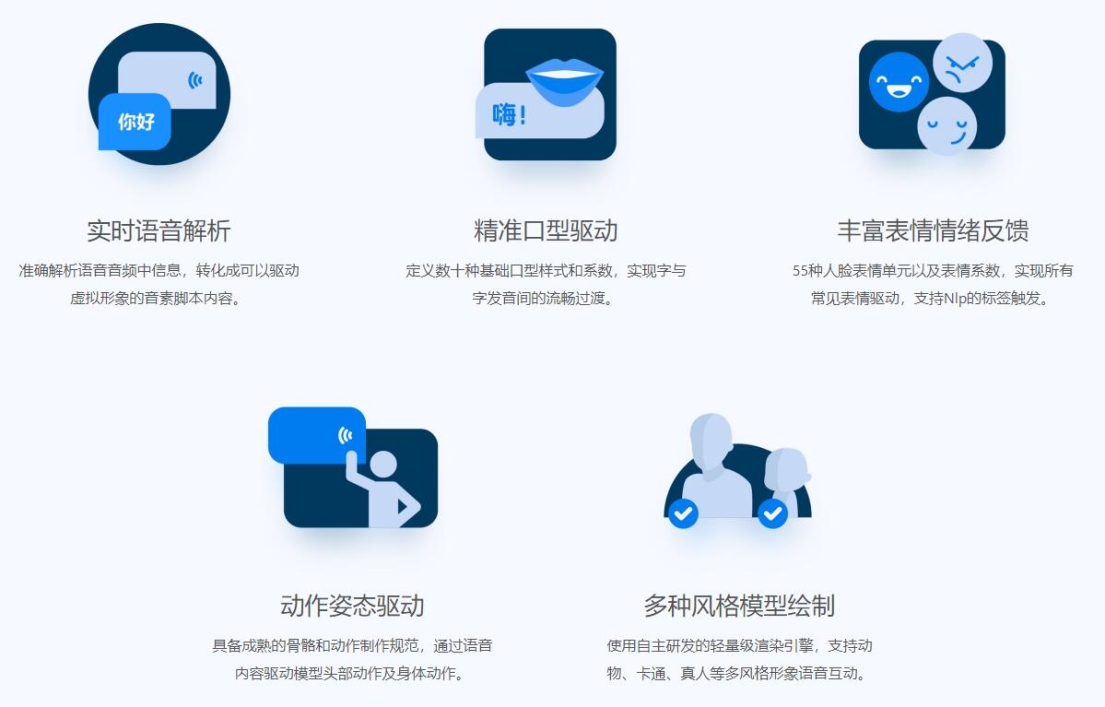 你好
嗨!
实时语音解析
准确解析语音音频中信息，转化成可以驱动
虚拟形象的音素脚本内容。
精准口型驱动
定义数十种基础口型样式和系数，实现字与
字发音间的流畅过渡。
丰富表情情绪反馈
55种人脸表情单元以及表情系数，实现所有
常见表情驱动，支持Nlp的标签触发。
动作姿态驱动
具备成熟的骨骼和动作制作规范，通过语音
内容驱动模型头部动作及身体动作。
多种风格模型绘制
使用自主研发的轻量级渲染引擎，支持动
物、卡通、真人等多风格形象语音互动。